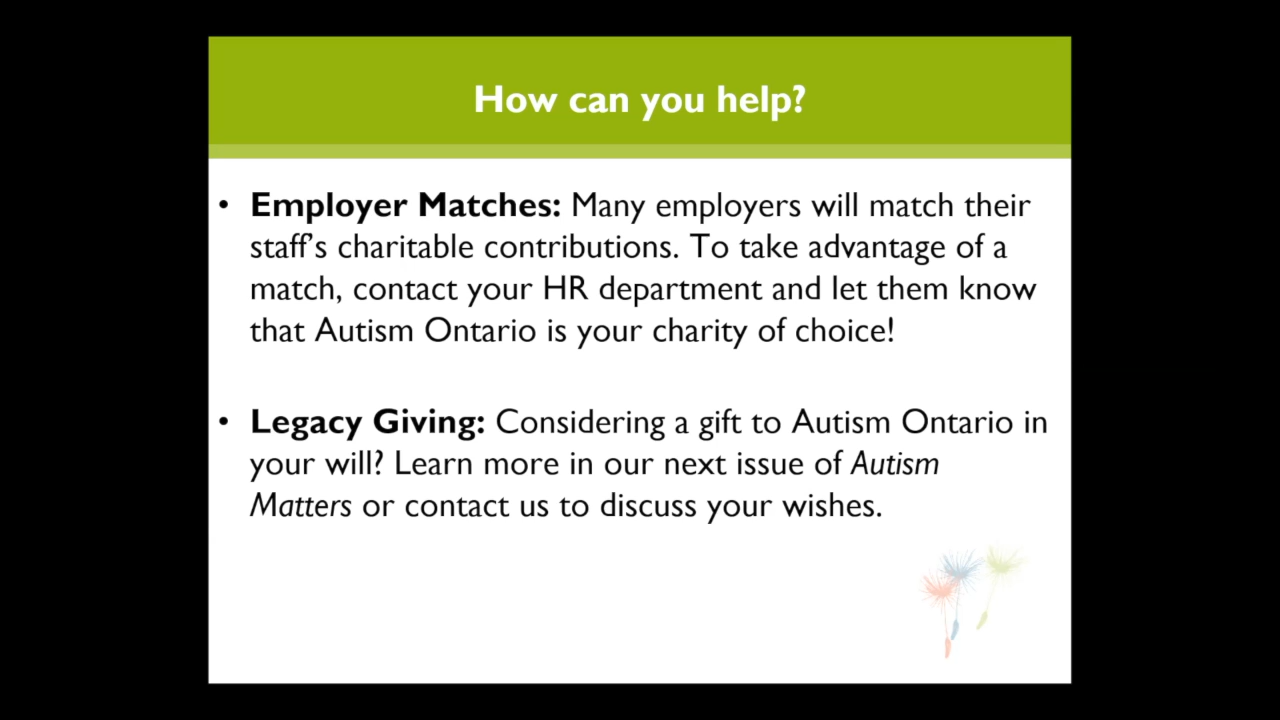 How can you help?
• Employer Matches: Many employers will match their
staff's charitable contributions. To take advantage of a
match, contact your HR department and let them know
that Autism Ontario is your charity of choice!
• Legacy Giving: Considering a gift to Autism Ontario in
your will? Learn more in our next issue of Autism
Matters or contact us to discuss your wishes.